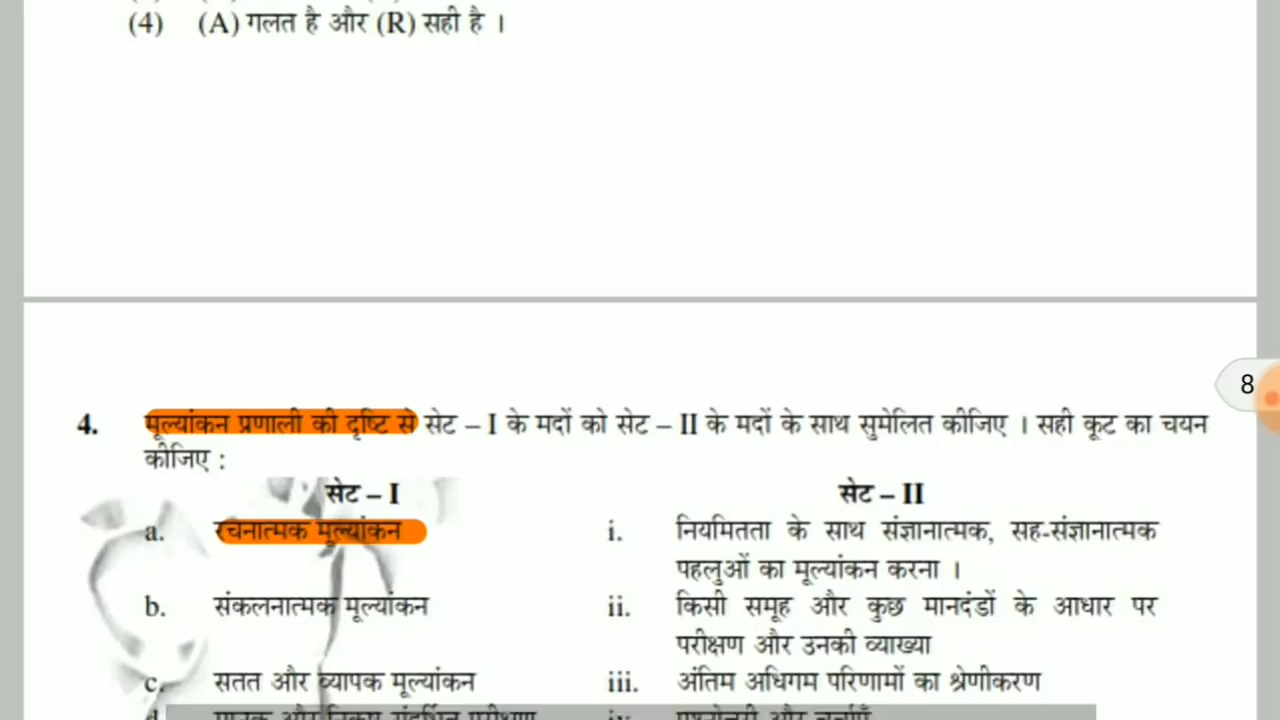 (4) (A) गलत है और (R) सही है ।
8
4. मूल्यांकन प्रणाली की दृष्टि से सेट – I के मदों को सेट – II के मदों के साथ सुमेलित कीजिए । सही कूट का चयन
कीजिए :
सेट – I सेट – II
a. रचनात्मक मूल्यांकन i. नियमितता के साथ संज्ञानात्मक, सह-संज्ञानात्मक
पहलुओं का मूल्यांकन करना ।
b. संकलनात्मक मूल्यांकन ii. किसी समूह और कुछ मानदंडों के आधार पर
परीक्षण और उनकी व्याख्या
c. सतत और व्यापक मूल्यांकन iii. अंतिम अधिगम परिणामों का श्रेणीकरण